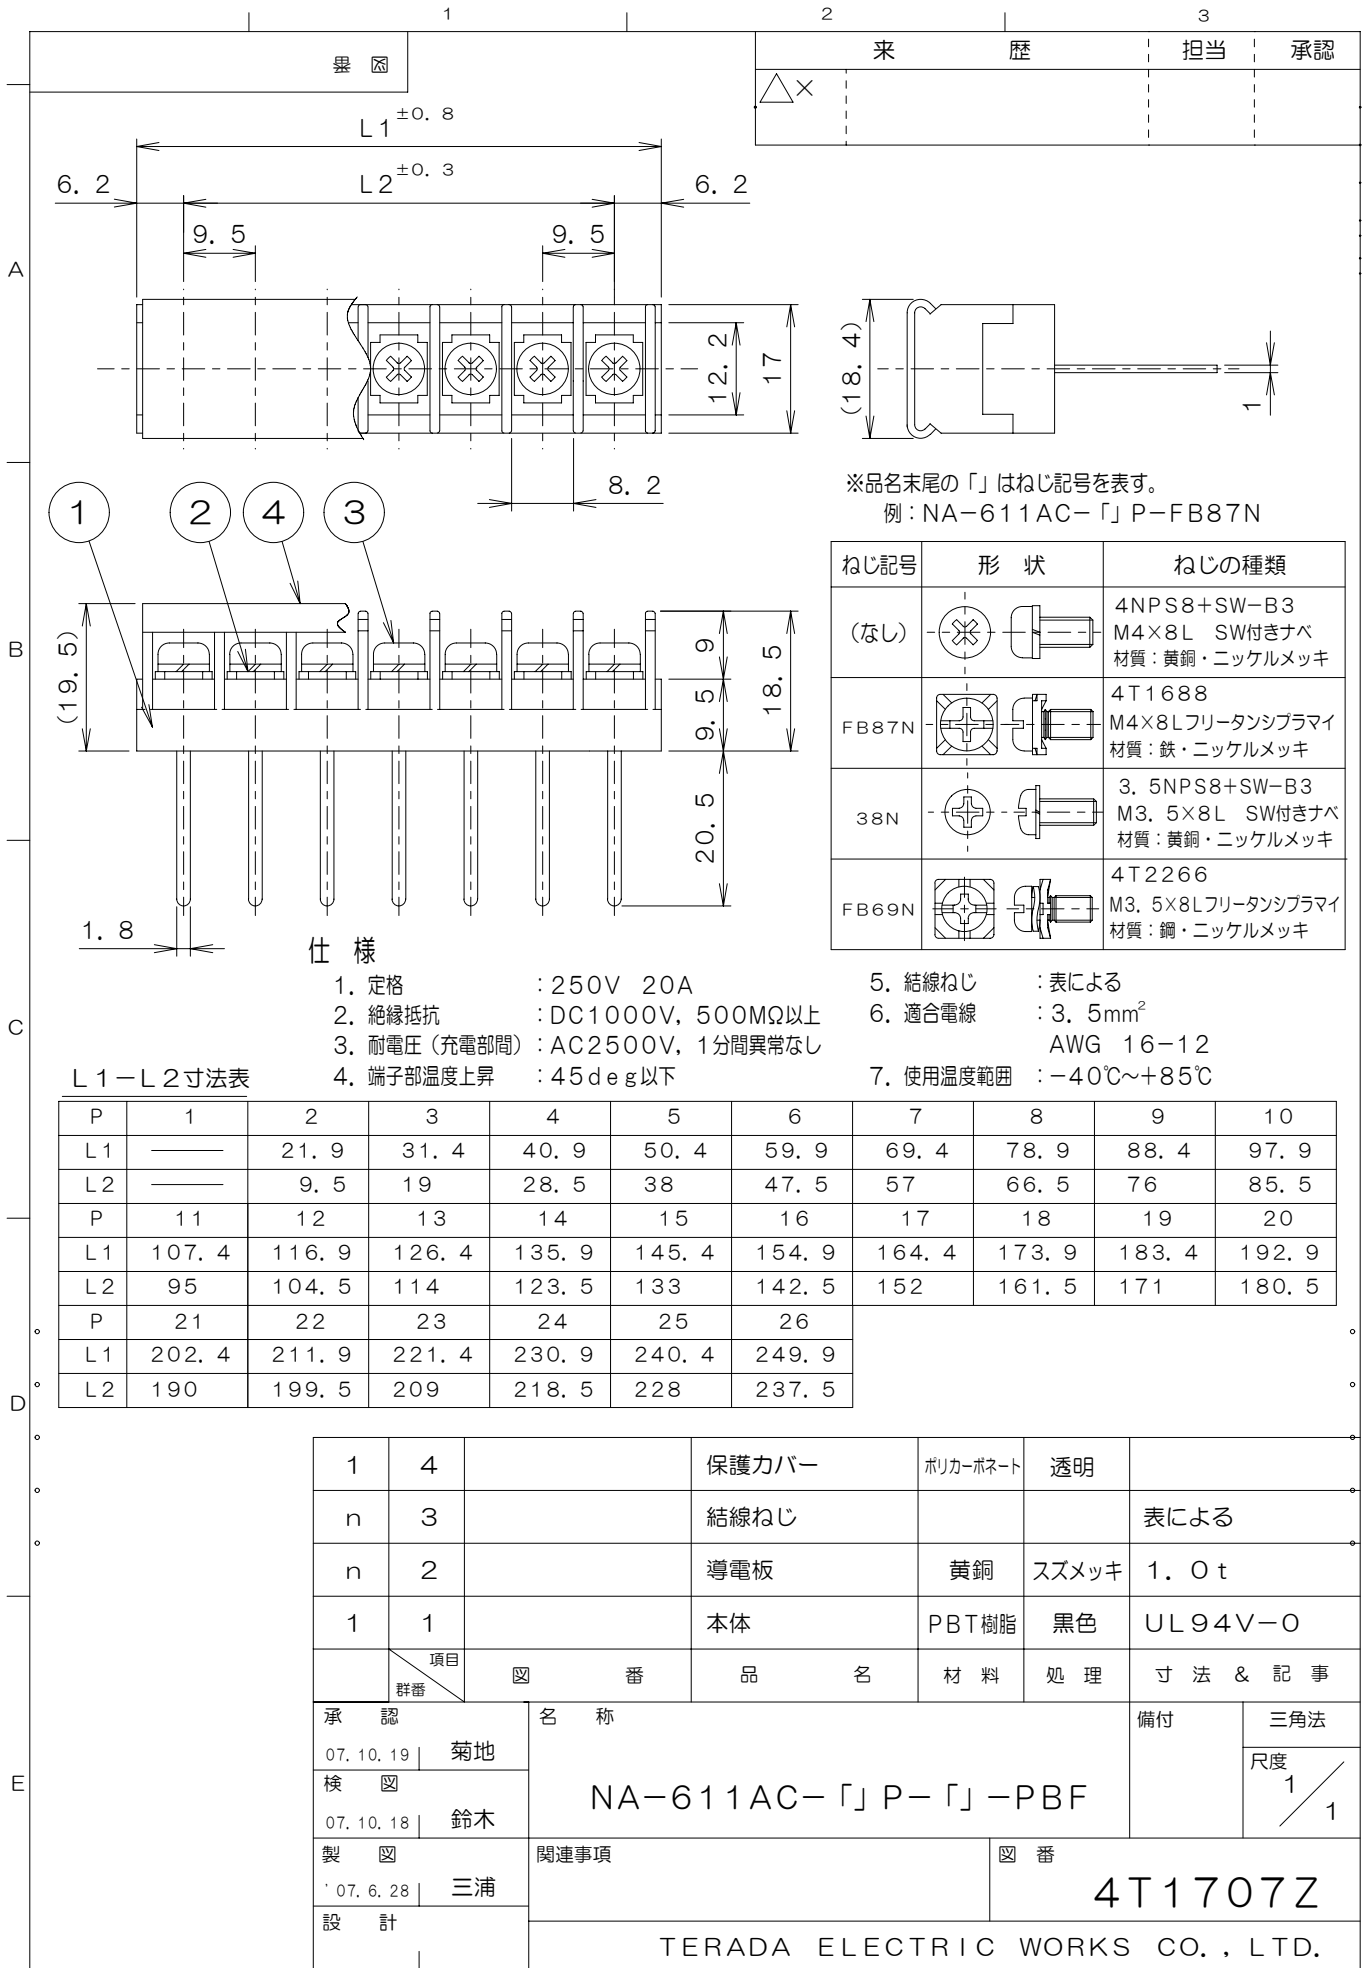 1 2 3
図番
来歴 担当 承認
△×
L1±0.8
L2±0.3
6.2 6.2
9.5 9.5
A
12.2
17
(18.4)
1
8.2
※品名末尾の「」はねじ記号を表す。
例:NA-611AC-「」P-FB87N
1 2 4 3
ねじ記号 形状 ねじの種類
(なし) 4NPS8+SW-B3
M4×8L SW付きナベ
材質:黄銅・ニッケルメッキ
FB87N 4T1688
M4×8Lフリータンシプラマイ
材質:鉄・ニッケルメッキ
38N 3.5NPS8+SW-B3
M3.5×8L SW付きナベ
材質:黄銅・ニッケルメッキ
FB69N 4T2266
M3.5×8Lフリータンシプラマイ
材質:鋼・ニッケルメッキ
B
(19.5)
9
9.5
18.5
20.5
1.8
仕様
1.定格 :250V 20A
2.絶縁抵抗 :DC1000V,500MΩ以上
3.耐電圧(充電部間):AC2500V,1分間異常なし
4.端子部温度上昇 :45deg以下
5.結線ねじ :表による
6.適合電線 :3.5mm²
AWG 16-12
7.使用温度範囲 :-40℃~+85℃
C
L1-L2寸法表
P 1 2 3 4 5 6 7 8 9 10
L1 —— 21.9 31.4 40.9 50.4 59.9 69.4 78.9 88.4 97.9
L2 —— 9.5 19 28.5 38 47.5 57 66.5 76 85.5
P 11 12 13 14 15 16 17 18 19 20
L1 107.4 116.9 126.4 135.9 145.4 154.9 164.4 173.9 183.4 192.9
L2 95 104.5 114 123.5 133 142.5 152 161.5 171 180.5
P 21 22 23 24 25 26
L1 202.4 211.9 221.4 230.9 240.4 249.9
L2 190 199.5 209 218.5 228 237.5
D
1 4 保護カバー ポリカーボネート 透明
n 3 結線ねじ 表による
n 2 導電板 黄銅 スズメッキ 1.0t
1 1 本体 PBT樹脂 黒色 UL94V-0
項目
群番
図番 品名 材料 処理 寸法&記事
E
承認
07.10.19 菊地
検図
07.10.18 鈴木
製図
'07.6.28 三浦
設計
名称
NA-611AC-「」P-「」-PBF
備付
三角法
尺度
1/1
関連事項
図番
4T1707Z
TERADA ELECTRIC WORKS CO.,LTD.